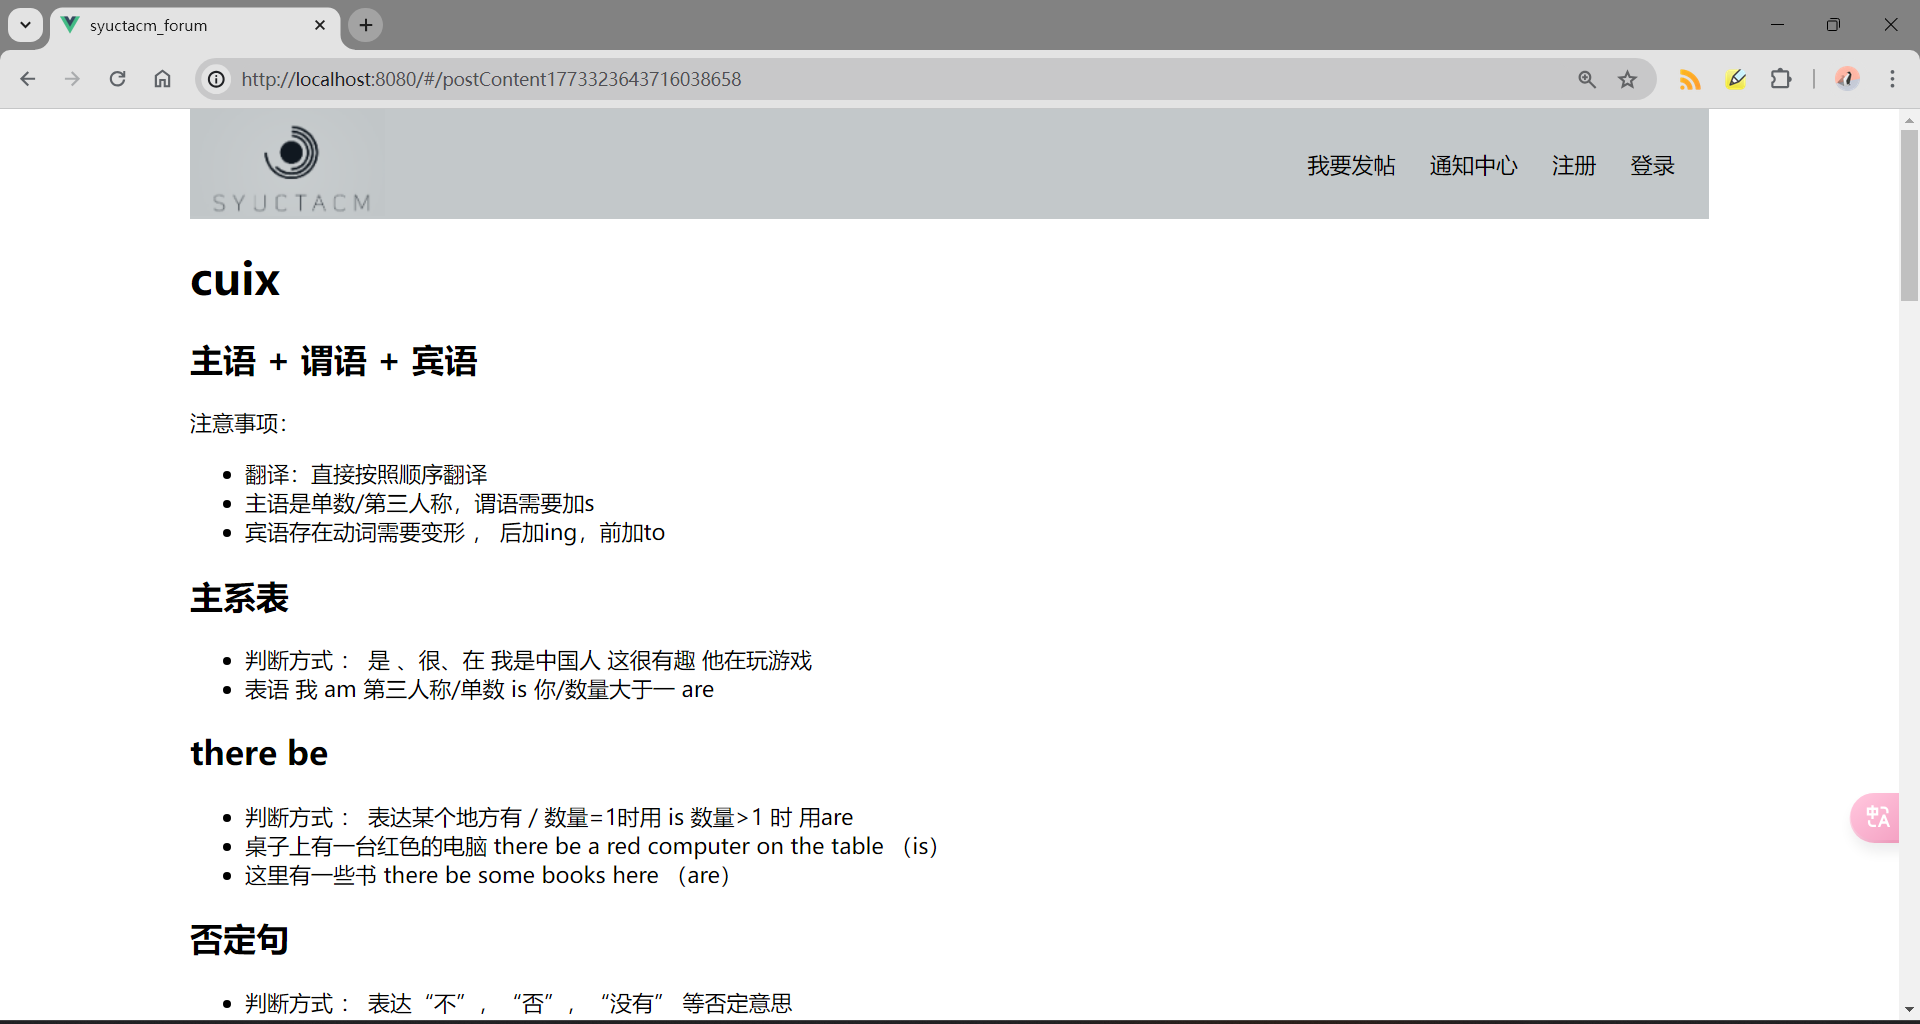 syuctacm_forum
http://localhost:8080/#/postContent1773323643716038658
SYUCTACM
我要发帖 通知中心 注册 登录
cuix
主语 + 谓语 + 宾语
注意事项：
翻译：直接按照顺序翻译
主语是单数/第三人称，谓语需要加s
宾语存在动词需要变形 ， 后加ing，前加to
主系表
判断方式 ： 是 、很、在 我是中国人 这很有趣 他在玩游戏
表语 我 am 第三人称/单数 is 你/数量大于一 are
there be
判断方式 ： 表达某个地方有 / 数量=1时用 is 数量>1 时 用are
桌子上有一台红色的电脑 there be a red computer on the table （is）
这里有一些书 there be some books here （are）
否定句
判断方式 ： 表达“不”，“否”，“没有” 等否定意思